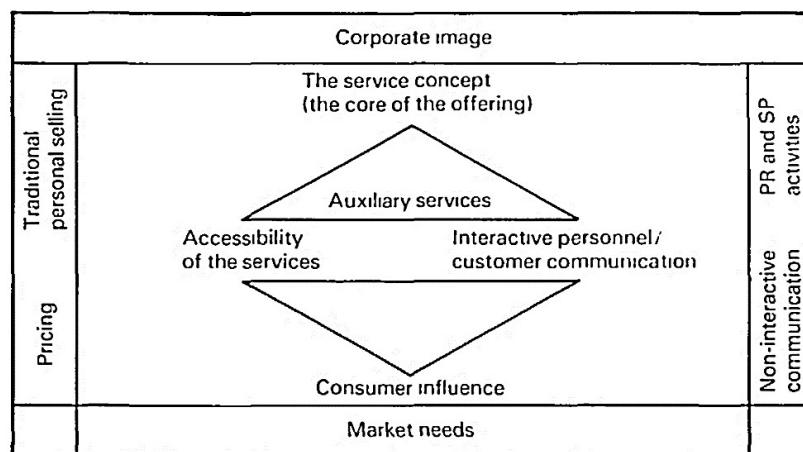 Corporate image
The service concept
(the core of the offering)
Traditional
personal selling
PR and SP
activities
Auxiliary services
Accessibility
of the services
Interactive personnel/
customer communication
Pricing
Non-interactive
communication
Consumer influence
Market needs